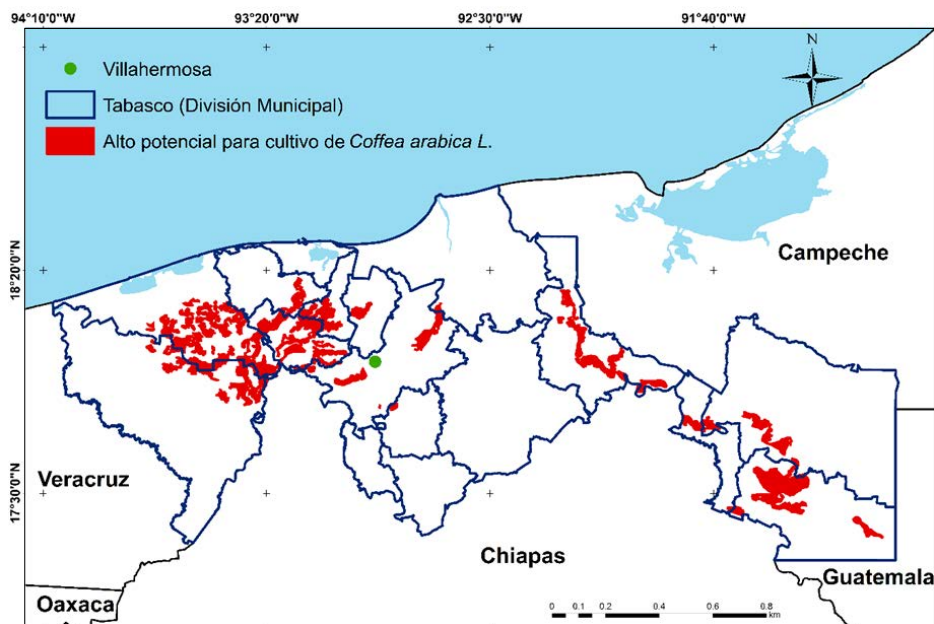 94°10'0"W 93°20'0"W 92°30'0"W 91°40'0"W
N
Villahermosa
Tabasco (División Municipal)
Alto potencial para cultivo de Coffea arabica L.
18°20'0"N
Campeche
Veracruz
17°30'0"N
Chiapas
Guatemala
Oaxaca
0 0.1 0.2 0.4 0.6 0.8
km